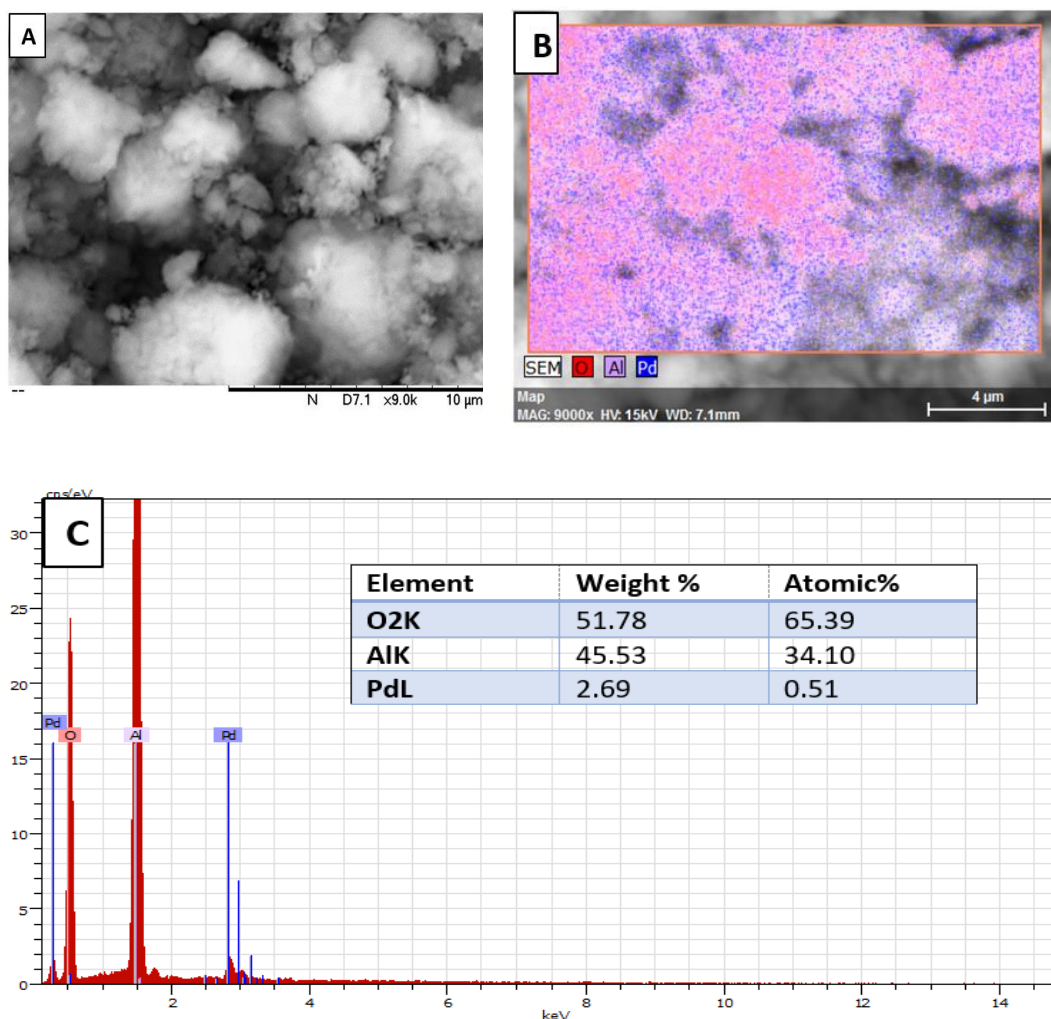 A
N D7.1 x9.0k 10 µm
B
SEM O Al Pd
Map
MAG: 9000x HV: 15kV WD: 7.1mm
4 µm
cps/eV
C
30
25
20
15
10
5
0
Pd
O
Al
Pd
Element Weight % Atomic%
O2K 51.78 65.39
AlK 45.53 34.10
PdL 2.69 0.51
2 4 6 8 10 12 14
keV